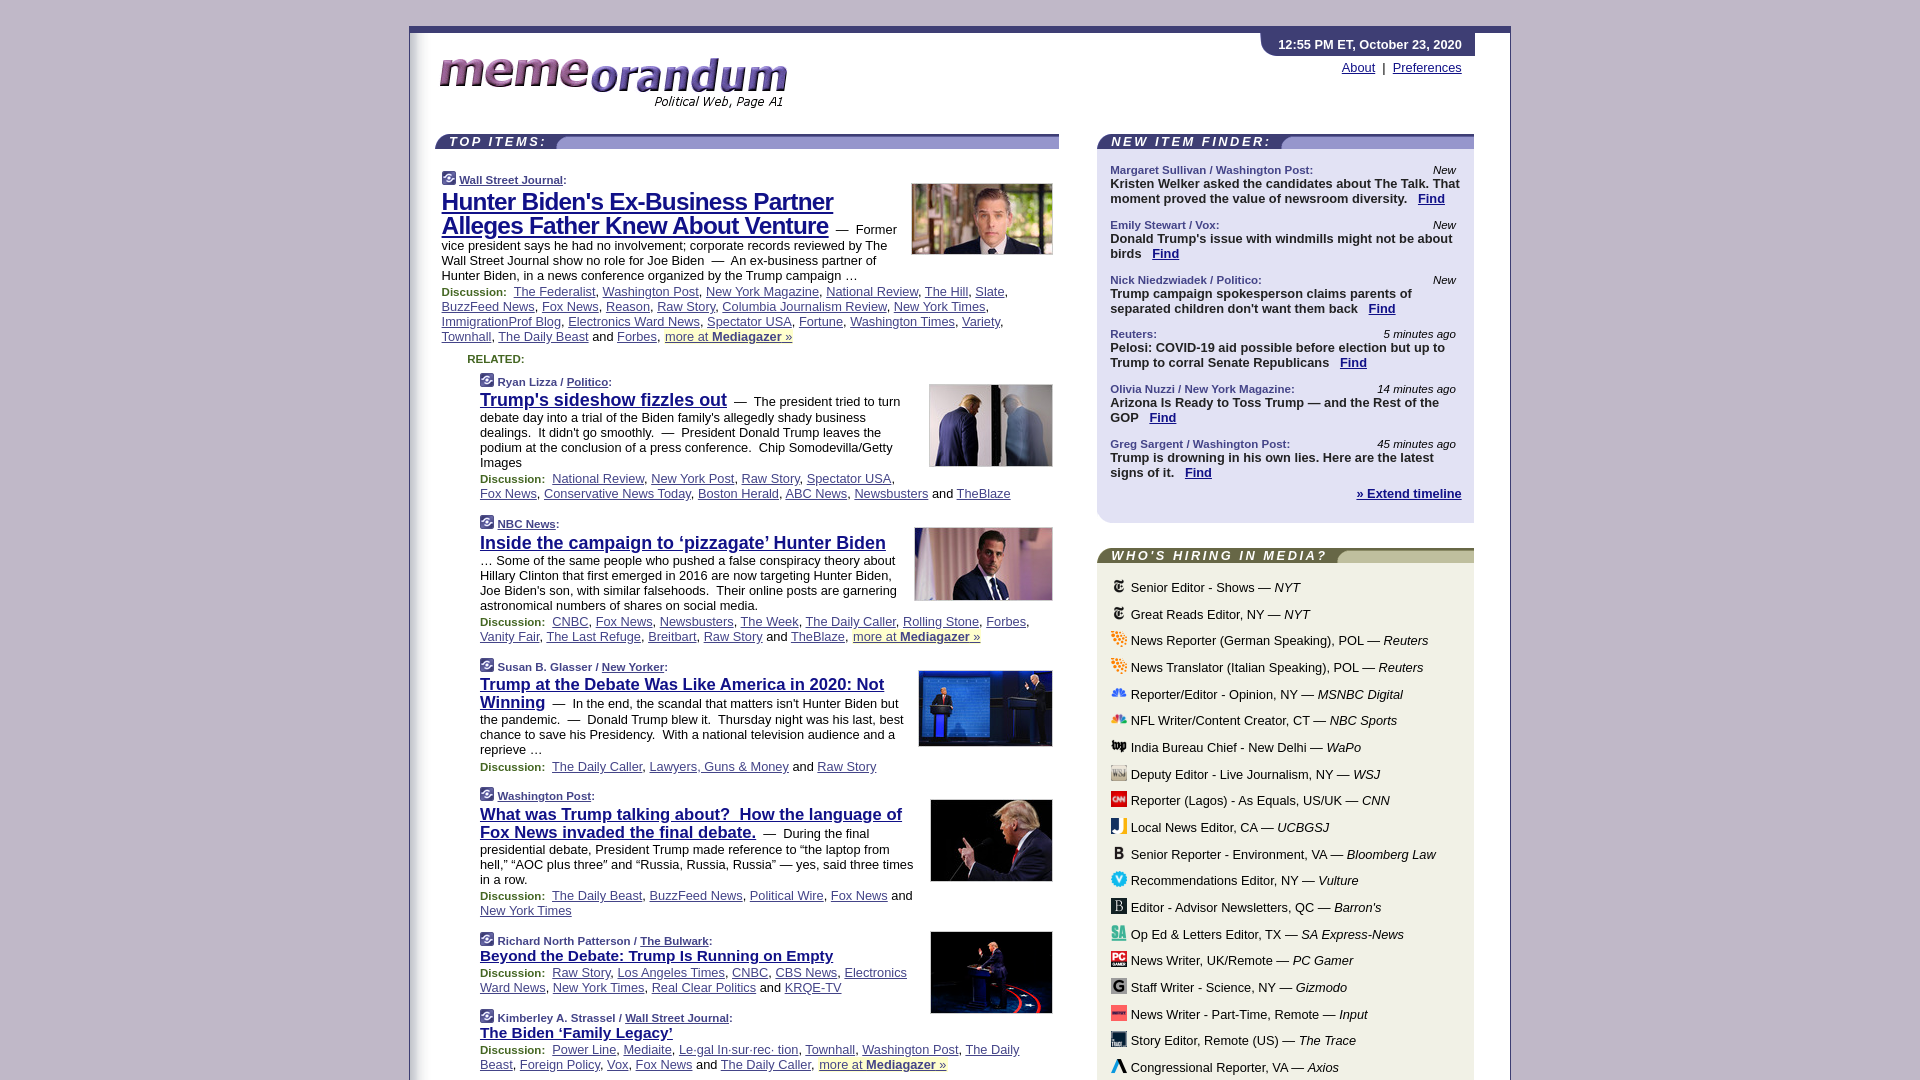 12:55 PM ET, October 23, 2020
About | Preferences
memeorandum
Political Web, Page A1
TOP ITEMS:
Wall Street Journal:
Hunter Biden's Ex-Business Partner
Alleges Father Knew About Venture — Former
vice president says he had no involvement; corporate records reviewed by The
Wall Street Journal show no role for Joe Biden — An ex-business partner of
Hunter Biden, in a news conference organized by the Trump campaign …
Discussion: The Federalist, Washington Post, New York Magazine, National Review, The Hill, Slate,
BuzzFeed News, Fox News, Reason, Raw Story, Columbia Journalism Review, New York Times,
ImmigrationProf Blog, Electronics Ward News, Spectator USA, Fortune, Washington Times, Variety,
Townhall, The Daily Beast and Forbes, more at Mediagazer »
RELATED:
Ryan Lizza / Politico:
Trump's sideshow fizzles out — The president tried to turn
debate day into a trial of the Biden family's allegedly shady business
dealings. It didn't go smoothly. — President Donald Trump leaves the
podium at the conclusion of a press conference. Chip Somodevilla/Getty
Images
Discussion: National Review, New York Post, Raw Story, Spectator USA,
Fox News, Conservative News Today, Boston Herald, ABC News, Newsbusters and TheBlaze
NBC News:
Inside the campaign to ‘pizzagate’ Hunter Biden
… Some of the same people who pushed a false conspiracy theory about
Hillary Clinton that first emerged in 2016 are now targeting Hunter Biden,
Joe Biden's son, with similar falsehoods. Their online posts are garnering
astronomical numbers of shares on social media.
Discussion: CNBC, Fox News, Newsbusters, The Week, The Daily Caller, Rolling Stone, Forbes,
Vanity Fair, The Last Refuge, Breitbart, Raw Story and TheBlaze, more at Mediagazer »
Susan B. Glasser / New Yorker:
Trump at the Debate Was Like America in 2020: Not
Winning — In the end, the scandal that matters isn't Hunter Biden but
the pandemic. — Donald Trump blew it. Thursday night was his last, best
chance to save his Presidency. With a national television audience and a
reprieve …
Discussion: The Daily Caller, Lawyers, Guns & Money and Raw Story
Washington Post:
What was Trump talking about? How the language of
Fox News invaded the final debate. — During the final
presidential debate, President Trump made reference to “the laptop from
hell,” “AOC plus three” and “Russia, Russia, Russia” — yes, said three times
in a row.
Discussion: The Daily Beast, BuzzFeed News, Political Wire, Fox News and
New York Times
Richard North Patterson / The Bulwark:
Beyond the Debate: Trump Is Running on Empty
Discussion: Raw Story, Los Angeles Times, CNBC, CBS News, Electronics
Ward News, New York Times, Real Clear Politics and KRQE-TV
Kimberley A. Strassel / Wall Street Journal:
The Biden ‘Family Legacy’
Discussion: Power Line, Mediaite, Le·gal In·sur·rec· tion, Townhall, Washington Post, The Daily
Beast, Foreign Policy, Vox, Fox News and The Daily Caller, more at Mediagazer »
NEW ITEM FINDER:
Margaret Sullivan / Washington Post: New
Kristen Welker asked the candidates about The Talk. That
moment proved the value of newsroom diversity. Find
Emily Stewart / Vox: New
Donald Trump's issue with windmills might not be about
birds Find
Nick Niedzwiadek / Politico: New
Trump campaign spokesperson claims parents of
separated children don't want them back Find
Reuters: 5 minutes ago
Pelosi: COVID-19 aid possible before election but up to
Trump to corral Senate Republicans Find
Olivia Nuzzi / New York Magazine: 14 minutes ago
Arizona Is Ready to Toss Trump — and the Rest of the
GOP Find
Greg Sargent / Washington Post: 45 minutes ago
Trump is drowning in his own lies. Here are the latest
signs of it. Find
» Extend timeline
WHO'S HIRING IN MEDIA?
Senior Editor - Shows — NYT
Great Reads Editor, NY — NYT
News Reporter (German Speaking), POL — Reuters
News Translator (Italian Speaking), POL — Reuters
Reporter/Editor - Opinion, NY — MSNBC Digital
NFL Writer/Content Creator, CT — NBC Sports
India Bureau Chief - New Delhi — WaPo
Deputy Editor - Live Journalism, NY — WSJ
Reporter (Lagos) - As Equals, US/UK — CNN
Local News Editor, CA — UCBGSJ
Senior Reporter - Environment, VA — Bloomberg Law
Recommendations Editor, NY — Vulture
Editor - Advisor Newsletters, QC — Barron's
Op Ed & Letters Editor, TX — SA Express-News
News Writer, UK/Remote — PC Gamer
Staff Writer - Science, NY — Gizmodo
News Writer - Part-Time, Remote — Input
Story Editor, Remote (US) — The Trace
Congressional Reporter, VA — Axios